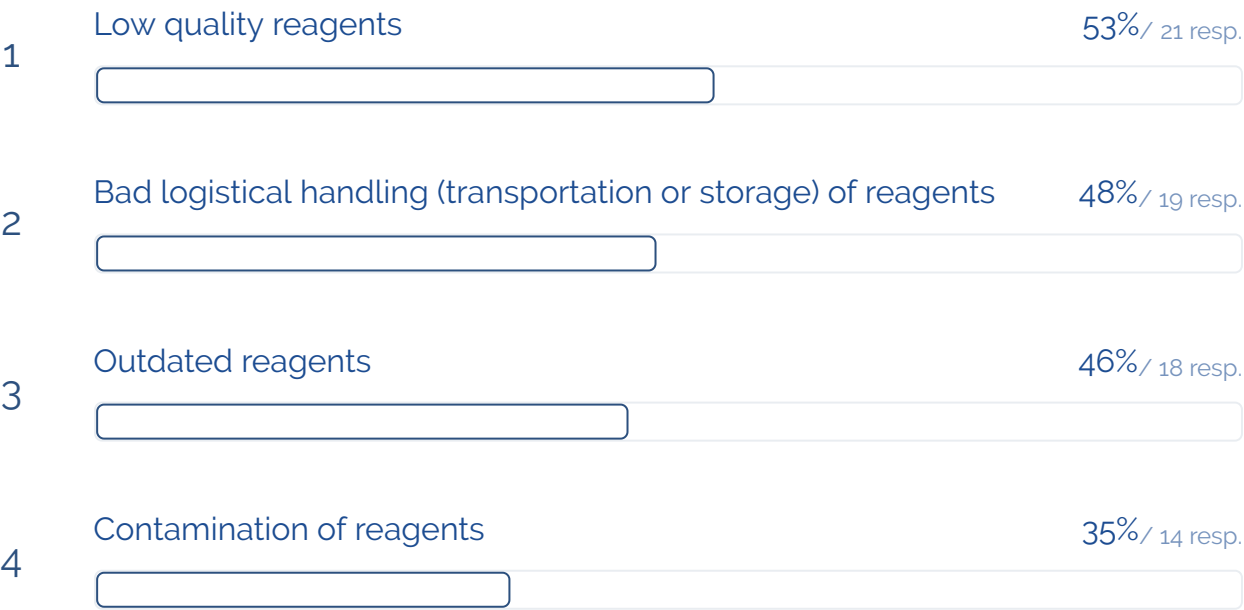 1
Low quality reagents
53% / 21 resp.
2
Bad logistical handling (transportation or storage) of reagents
48% / 19 resp.
3
Outdated reagents
46% / 18 resp.
4
Contamination of reagents
35% / 14 resp.